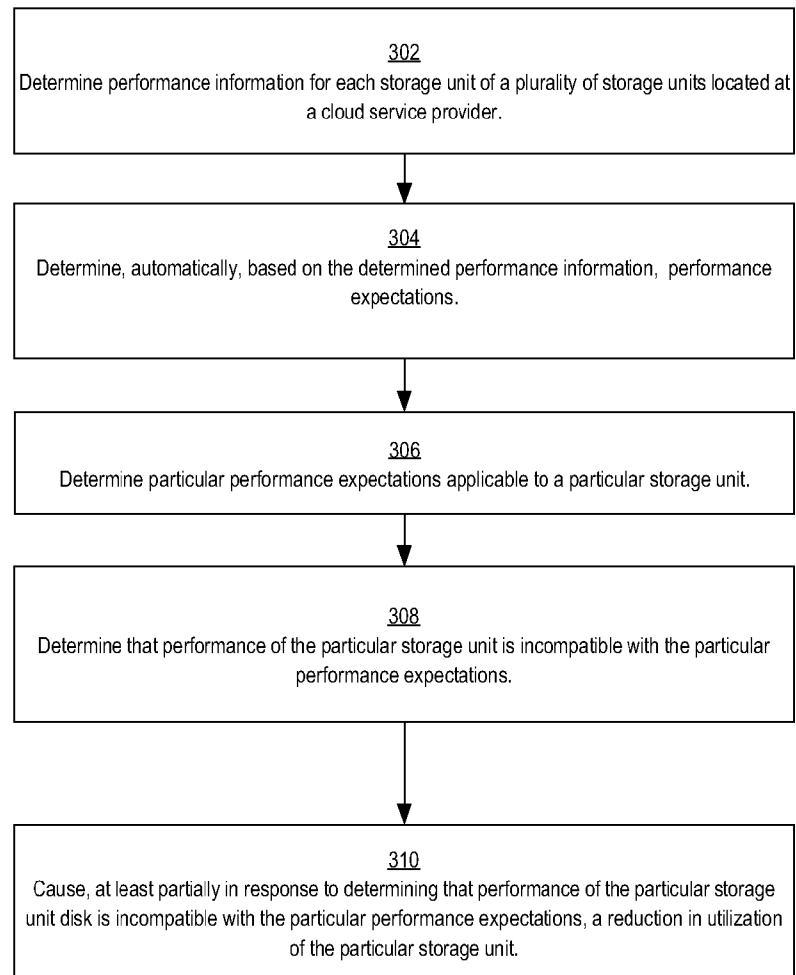 302
Determine performance information for each storage unit of a plurality of storage units located at
a cloud service provider.
304
Determine, automatically, based on the determined performance information, performance
expectations.
306
Determine particular performance expectations applicable to a particular storage unit.
308
Determine that performance of the particular storage unit is incompatible with the particular
performance expectations.
310
Cause, at least partially in response to determining that performance of the particular storage
unit disk is incompatible with the particular performance expectations, a reduction in utilization
of the particular storage unit.